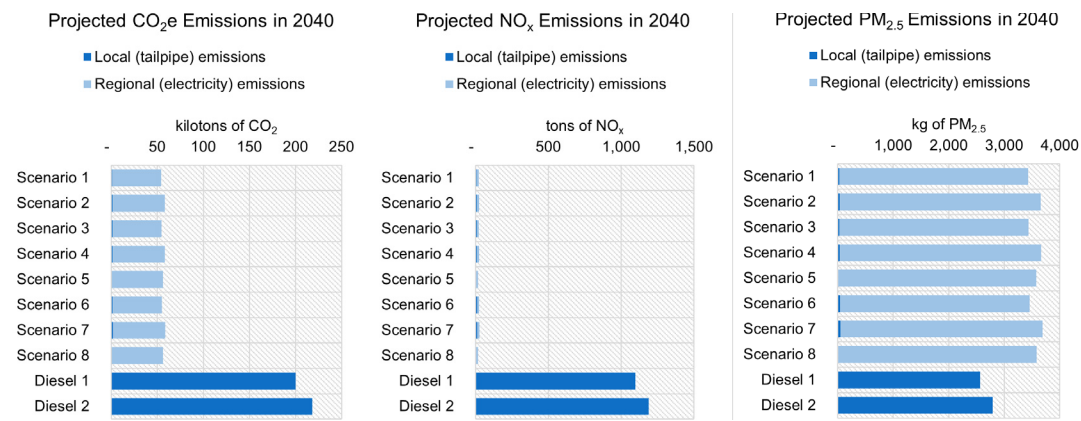 Projected CO₂e Emissions in 2040
Local (tailpipe) emissions
Regional (electricity) emissions
kilotons of CO₂
- 50 100 150 200 250
Scenario 1
Scenario 2
Scenario 3
Scenario 4
Scenario 5
Scenario 6
Scenario 7
Scenario 8
Diesel 1
Diesel 2
Projected NOₓ Emissions in 2040
Local (tailpipe) emissions
Regional (electricity) emissions
tons of NOₓ
- 500 1,000 1,500
Scenario 1
Scenario 2
Scenario 3
Scenario 4
Scenario 5
Scenario 6
Scenario 7
Scenario 8
Diesel 1
Diesel 2
Projected PM₂.₅ Emissions in 2040
Local (tailpipe) emissions
Regional (electricity) emissions
kg of PM₂.₅
- 1,000 2,000 3,000 4,000
Scenario 1
Scenario 2
Scenario 3
Scenario 4
Scenario 5
Scenario 6
Scenario 7
Scenario 8
Diesel 1
Diesel 2